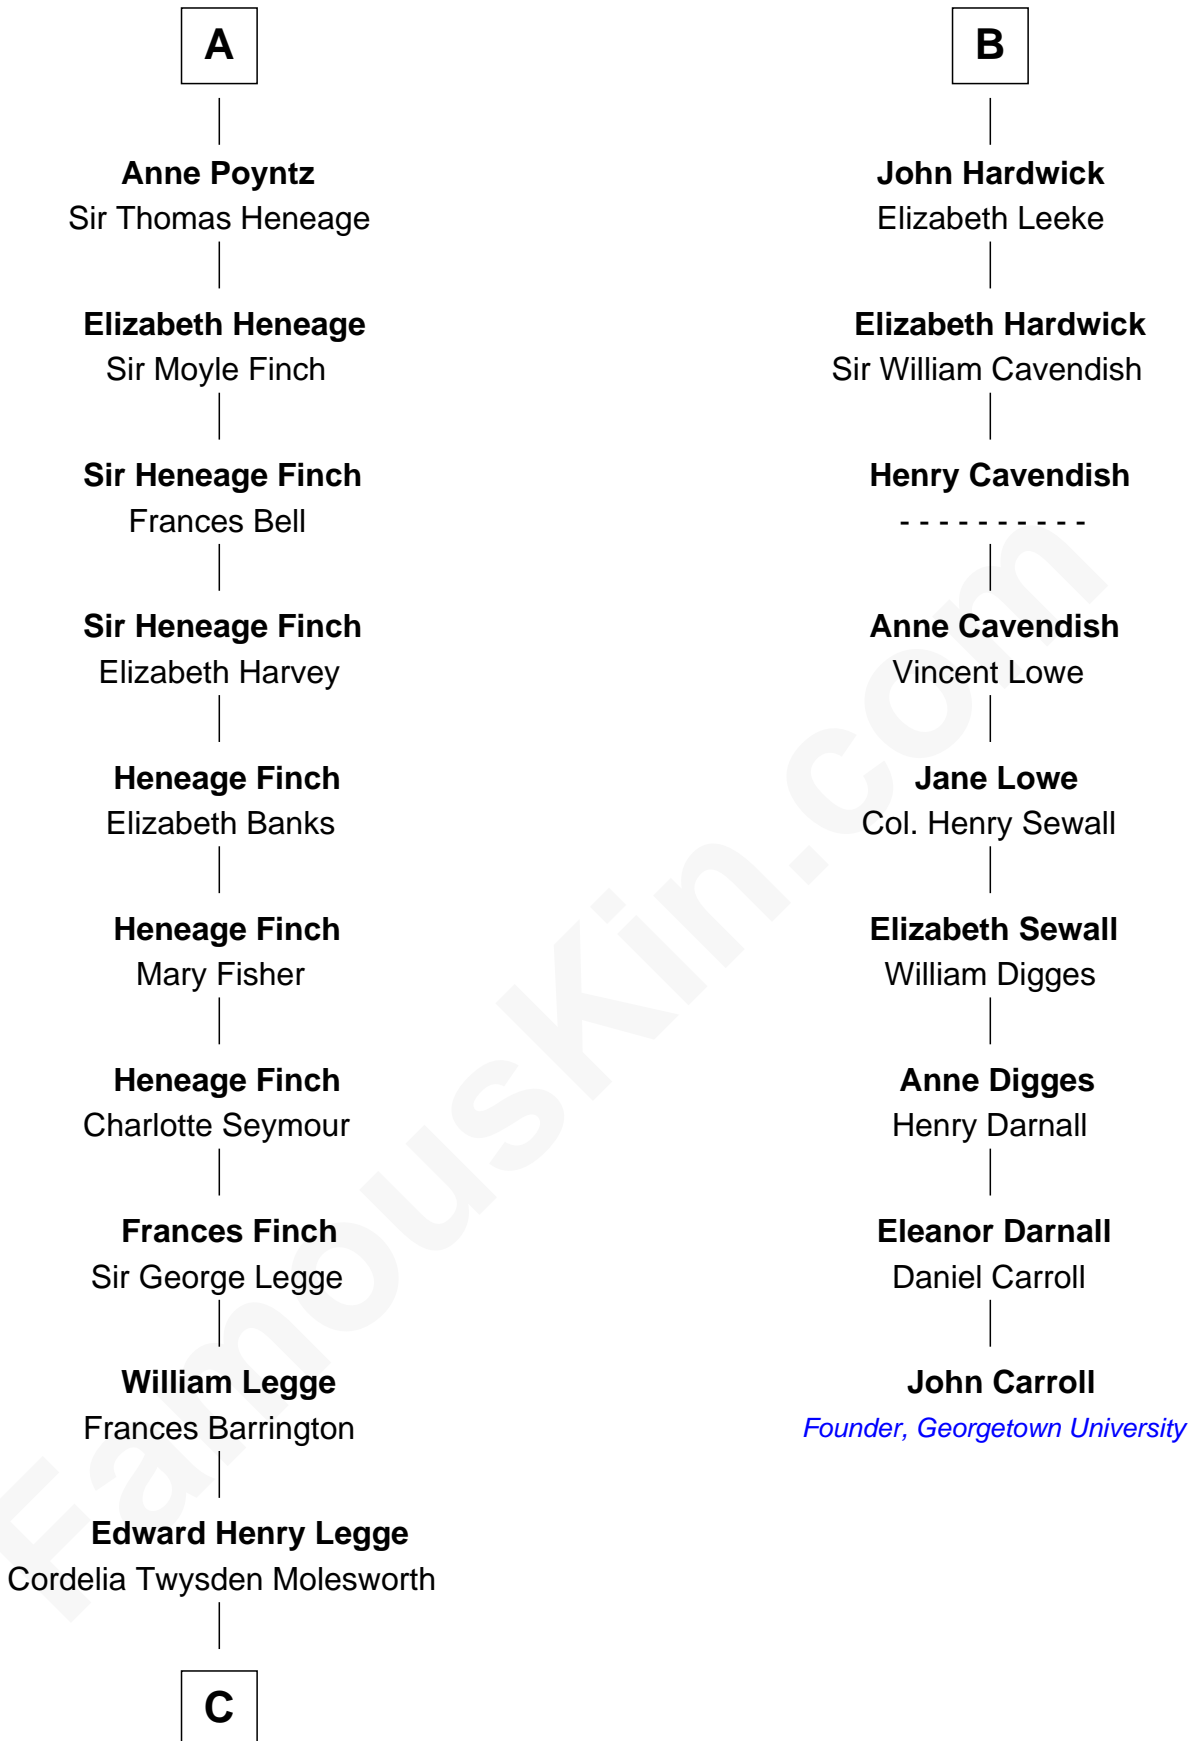 A
Anne Poyntz
Sir Thomas Heneage
Elizabeth Heneage
Sir Moyle Finch
Sir Heneage Finch
Frances Bell
Sir Heneage Finch
Elizabeth Harvey
Heneage Finch
Elizabeth Banks
Heneage Finch
Mary Fisher
Heneage Finch
Charlotte Seymour
Frances Finch
Sir George Legge
William Legge
Frances Barrington
Edward Henry Legge
Cordelia Twysden Molesworth
C
B
John Hardwick
Elizabeth Leeke
Elizabeth Hardwick
Sir William Cavendish
Henry Cavendish
- - - - - - - - - -
Anne Cavendish
Vincent Lowe
Jane Lowe
Col. Henry Sewall
Elizabeth Sewall
William Digges
Anne Digges
Henry Darnall
Eleanor Darnall
Daniel Carroll
John Carroll
Founder, Georgetown University
FamousKin.com